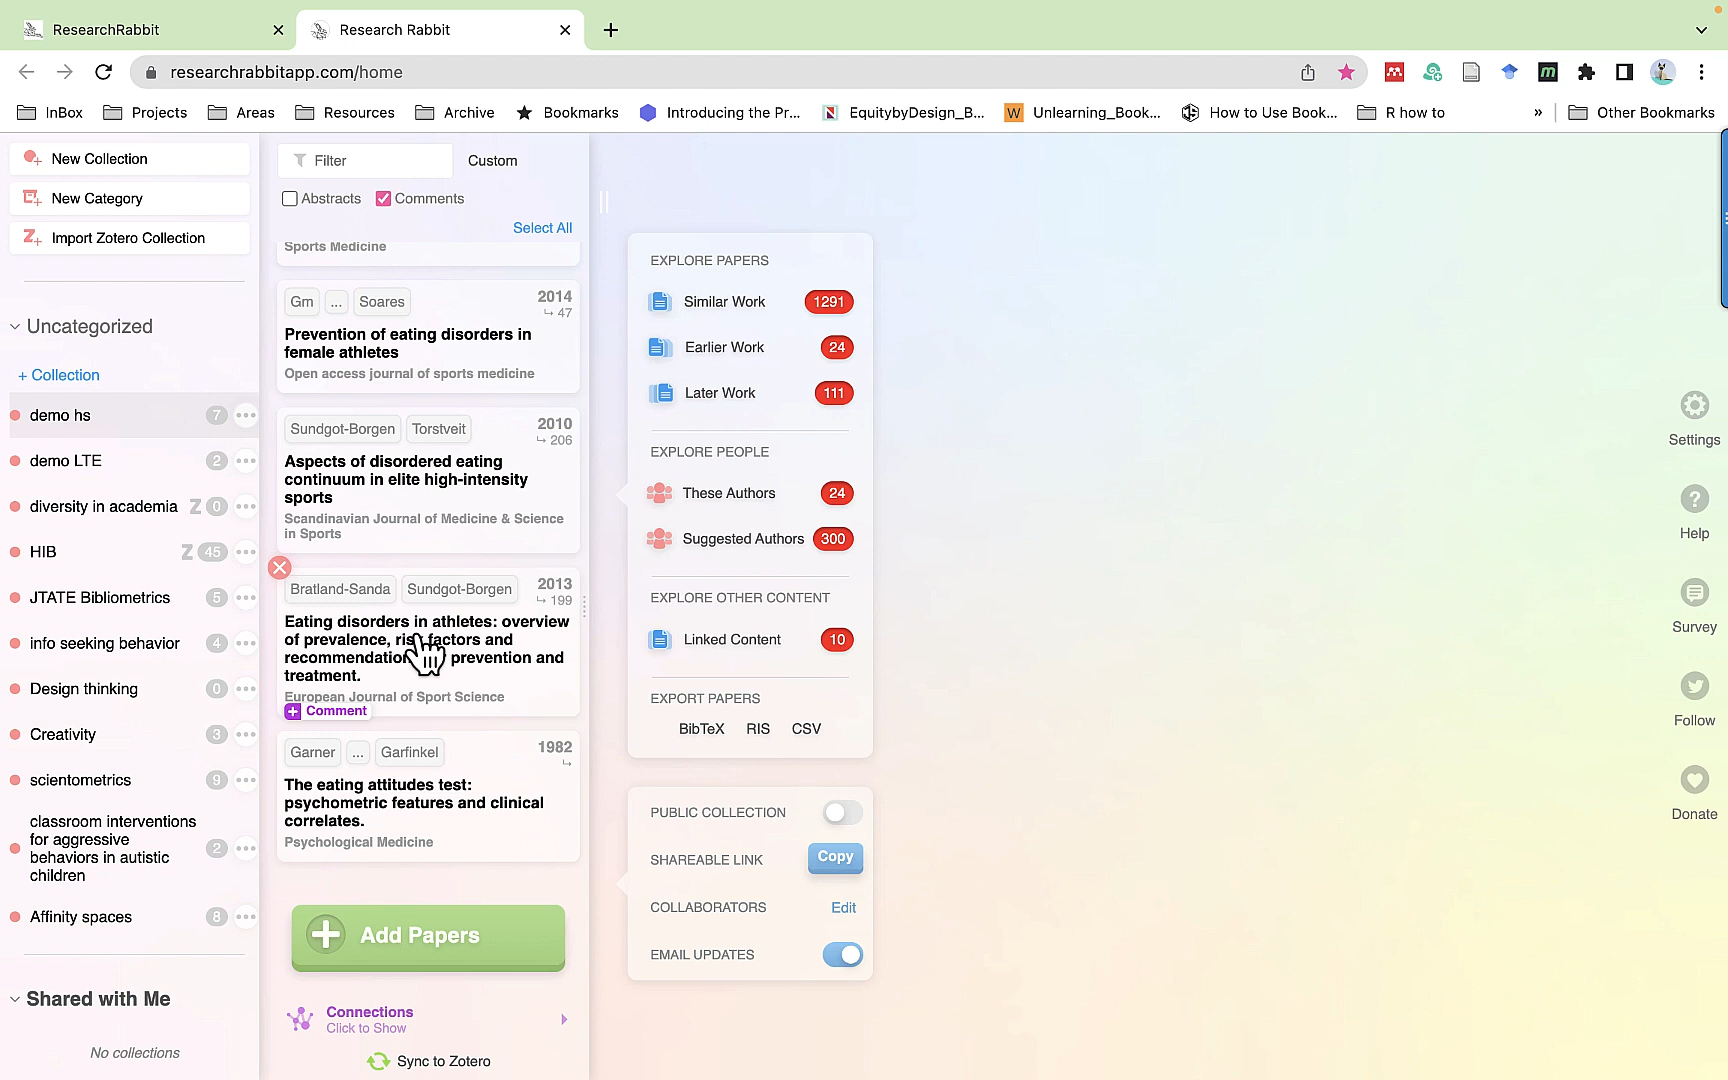 ResearchRabbit
Research Rabbit
researchrabbitapp.com/home
InBox
Projects
Areas
Resources
Archive
Bookmarks
Introducing the Pr...
EquitybyDesign_B...
Unlearning_Book...
How to Use Book...
R how to
»
Other Bookmarks
New Collection
New Category
Import Zotero Collection
Uncategorized
+ Collection
demo hs 7
demo LTE 2
diversity in academia Z 0
HIB Z 45
JTATE Bibliometrics 5
info seeking behavior 4
Design thinking 0
Creativity 3
scientometrics 9
classroom interventions
for aggressive
behaviors in autistic
children
2
Affinity spaces 8
Shared with Me
No collections
Filter
Custom
Abstracts
Comments
Select All
Sports Medicine
Gm ... Soares 2014
47
Prevention of eating disorders in
female athletes
Open access journal of sports medicine
Sundgot-Borgen Torstveit 2010
206
Aspects of disordered eating
continuum in elite high-intensity
sports
Scandinavian Journal of Medicine & Science
in Sports
Bratland-Sanda Sundgot-Borgen 2013
199
Eating disorders in athletes: overview
of prevalence, risk factors and
prevention and
treatment.
European Journal of Sport Science
Comment
Garner ... Garfinkel 1982
The eating attitudes test:
psychometric features and clinical
correlates.
Psychological Medicine
Add Papers
Connections
Click to Show
Sync to Zotero
EXPLORE PAPERS
Similar Work 1291
Earlier Work 24
Later Work 111
EXPLORE PEOPLE
These Authors 24
Suggested Authors 300
EXPLORE OTHER CONTENT
Linked Content 10
EXPORT PAPERS
BibTeX RIS CSV
PUBLIC COLLECTION
SHAREABLE LINK Copy
COLLABORATORS Edit
EMAIL UPDATES
Settings
Help
Survey
Follow
Donate